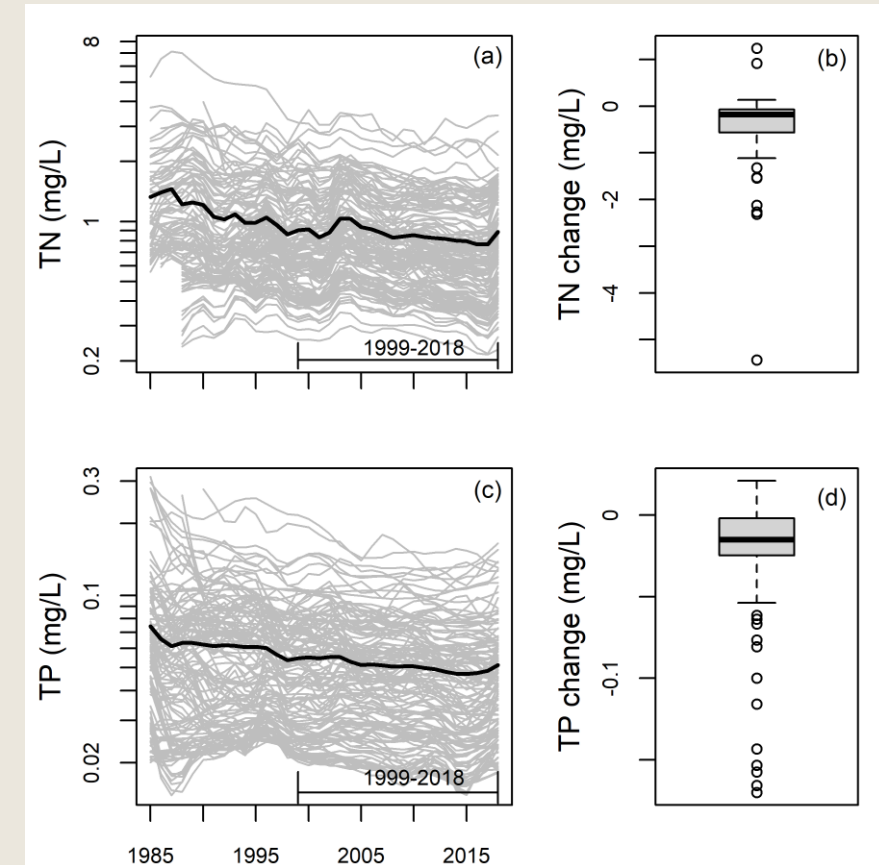 (a)
TN (mg/L)
8
1
0.2
1999-2018
(b)
TN change (mg/L)
0
-2
-4
(c)
TP (mg/L)
0.3
0.1
0.02
1999-2018
1985 1995 2005 2015
(d)
TP change (mg/L)
0
-0.1